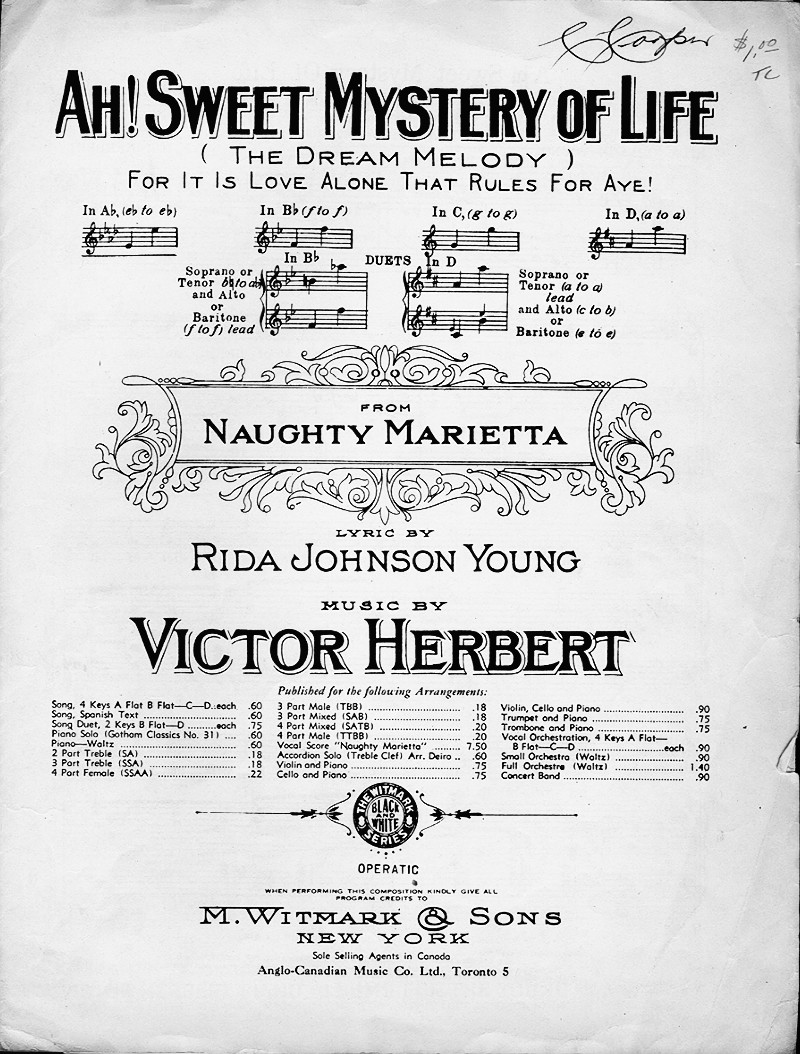 C Cooper
$1.00
TC
AH! SWEET MYSTERY OF LIFE
( THE DREAM MELODY )
FOR IT IS LOVE ALONE THAT RULES FOR AYE!
In A♭, (e♭ to e♭) In B♭ (f to f) In C, (g to g) In D, (a to a)
In B♭ DUETS In D
Soprano or
Tenor b♮ to a♭
and Alto
or
Baritone
(f to f) lead
Soprano or
Tenor (a to a)
lead
and Alto (c to b)
or
Baritone (e to e)
FROM
NAUGHTY MARIETTA
LYRIC BY
RIDA JOHNSON YOUNG
MUSIC BY
VICTOR HERBERT
Published for the following Arrangements:
Song, 4 Keys A Flat B Flat—C—D..each .60
Song, Spanish Text .60
Song Duet, 2 Keys B Flat—D ..........each .75
Piano Solo (Gotham Classics No. 31) .... .60
Piano—Waltz .60
2 Part Treble (SA) .18
3 Part Treble (SSA) .18
4 Part Female (SSAA) .22
3 Part Male (TBB) .18
3 Part Mixed (SAB) .18
4 Part Mixed (SATB) .20
4 Part Male (TTBB) .20
Vocal Score "Naughty Marietta" ........ 7.50
Accordion Solo (Treble Clef) Arr. Deiro .. .60
Violin and Piano .75
Cello and Piano .75
Violin, Cello and Piano .90
Trumpet and Piano .75
Trombone and Piano .75
Vocal Orchestration, 4 Keys A Flat—
B Flat—C—D each .90
Small Orchestra (Waltz) .90
Full Orchestra (Waltz) 1.40
Concert Band .90
THE WITMARK
BLACK
AND
WHITE
SERIES
OPERATIC
WHEN PERFORMING THIS COMPOSITION KINDLY GIVE ALL
PROGRAM CREDITS TO
M. WITMARK & SONS
NEW YORK
Sole Selling Agents in Canada
Anglo-Canadian Music Co. Ltd., Toronto 5